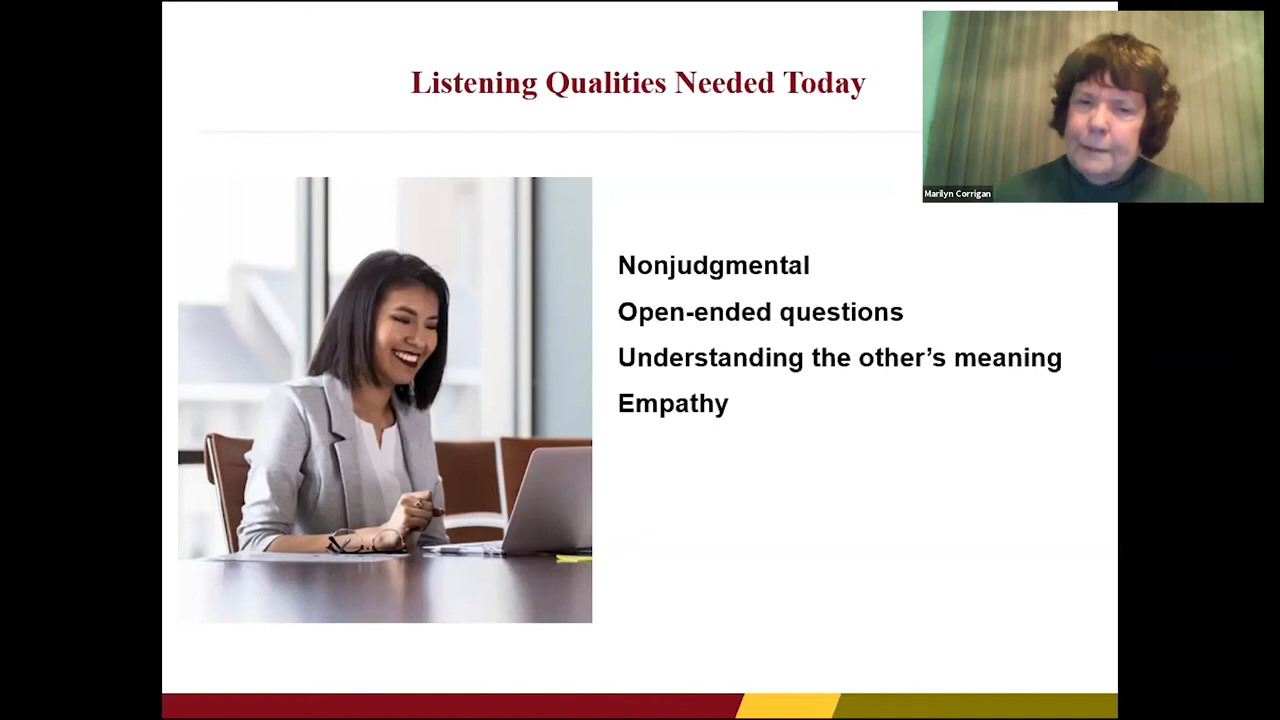 Listening Qualities Needed Today
Marilyn Corrigan
Nonjudgmental
Open-ended questions
Understanding the other’s meaning
Empathy